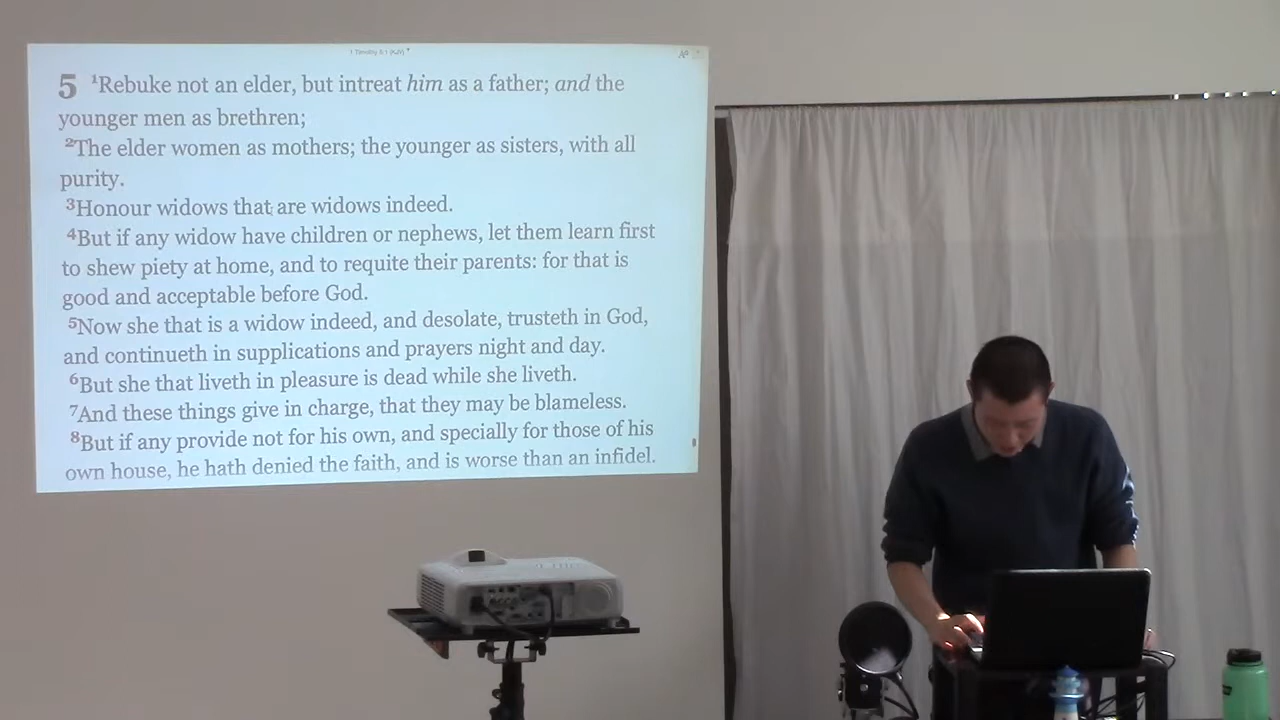 1 Timothy 5:1 (KJV)
5 1Rebuke not an elder, but intreat him as a father; and the
younger men as brethren;
2The elder women as mothers; the younger as sisters, with all
purity.
3Honour widows that are widows indeed.
4But if any widow have children or nephews, let them learn first
to shew piety at home, and to requite their parents: for that is
good and acceptable before God.
5Now she that is a widow indeed, and desolate, trusteth in God,
and continueth in supplications and prayers night and day.
6But she that liveth in pleasure is dead while she liveth.
7And these things give in charge, that they may be blameless.
8But if any provide not for his own, and specially for those of his
own house, he hath denied the faith, and is worse than an infidel.